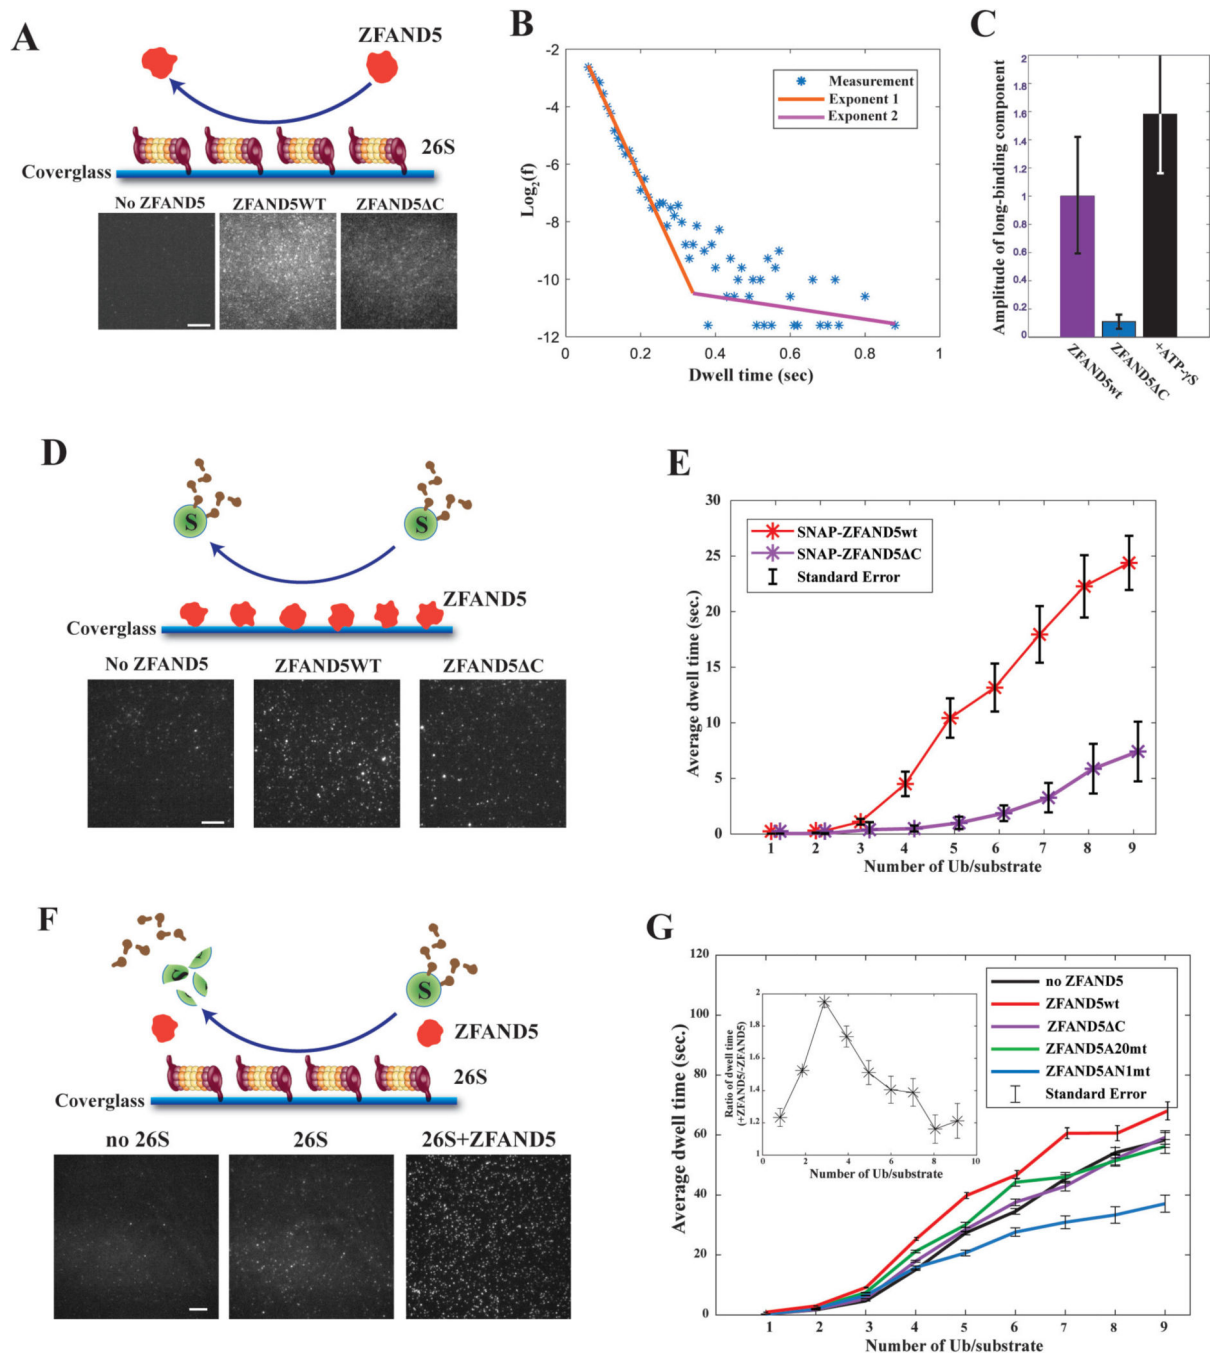 A
ZFAND5
26S
Coverglass
No ZFAND5
ZFAND5WT
ZFAND5ΔC
B
Log2(f)
-2
-4
-6
-8
-10
-12
0
0.2
0.4
0.6
0.8
1
Dwell time (sec)
Measurement
Exponent 1
Exponent 2
C
Amplitude of long-binding component
2
1.8
1.6
1.4
1.2
1
0.8
0.6
0.4
0.2
0
ZFAND5wt
ZFAND5ΔC
+ATP-γS
D
S
S
ZFAND5
Coverglass
No ZFAND5
ZFAND5WT
ZFAND5ΔC
E
Average dwell time (sec.)
30
25
20
15
10
5
0
1 2 3 4 5 6 7 8 9
Number of Ub/substrate
SNAP-ZFAND5wt
SNAP-ZFAND5ΔC
Standard Error
F
S
ZFAND5
26S
Coverglass
no 26S
26S
26S+ZFAND5
G
Average dwell time (sec.)
120
100
80
60
40
20
0
1 2 3 4 5 6 7 8 9
Number of Ub/substrate
no ZFAND5
ZFAND5wt
ZFAND5ΔC
ZFAND5A20mt
ZFAND5AN1mt
Standard Error
Ratio of dwell time
(+ZFAND5/-ZFAND5)
2
1.8
1.6
1.4
1.2
1
0 2 4 6 8 10
Number of Ub/substrate